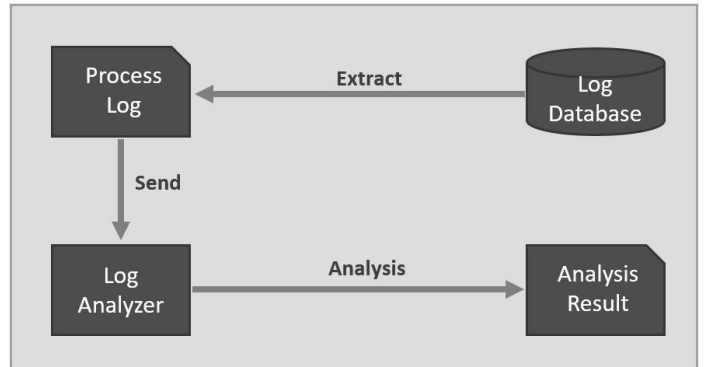 Process
Log
Extract
Log
Database
Send
Log
Analyzer
Analysis
Analysis
Result